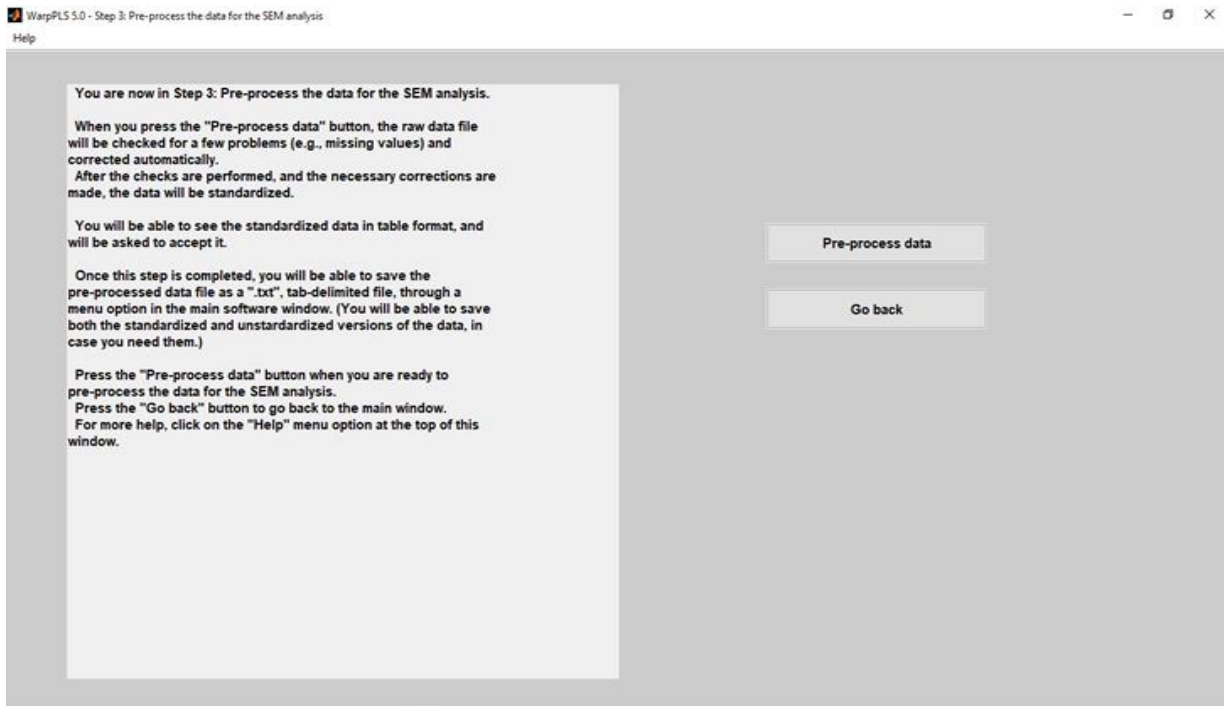 WarpPLS 5.0 - Step 3: Pre-process the data for the SEM analysis
Help
You are now in Step 3: Pre-process the data for the SEM analysis.
When you press the "Pre-process data" button, the raw data file
will be checked for a few problems (e.g., missing values) and
corrected automatically.
After the checks are performed, and the necessary corrections are
made, the data will be standardized.
You will be able to see the standardized data in table format, and
will be asked to accept it.
Once this step is completed, you will be able to save the
pre-processed data file as a ".txt", tab-delimited file, through a
menu option in the main software window. (You will be able to save
both the standardized and unstardardized versions of the data, in
case you need them.)
Press the "Pre-process data" button when you are ready to
pre-process the data for the SEM analysis.
Press the "Go back" button to go back to the main window.
For more help, click on the "Help" menu option at the top of this
window.
Pre-process data
Go back